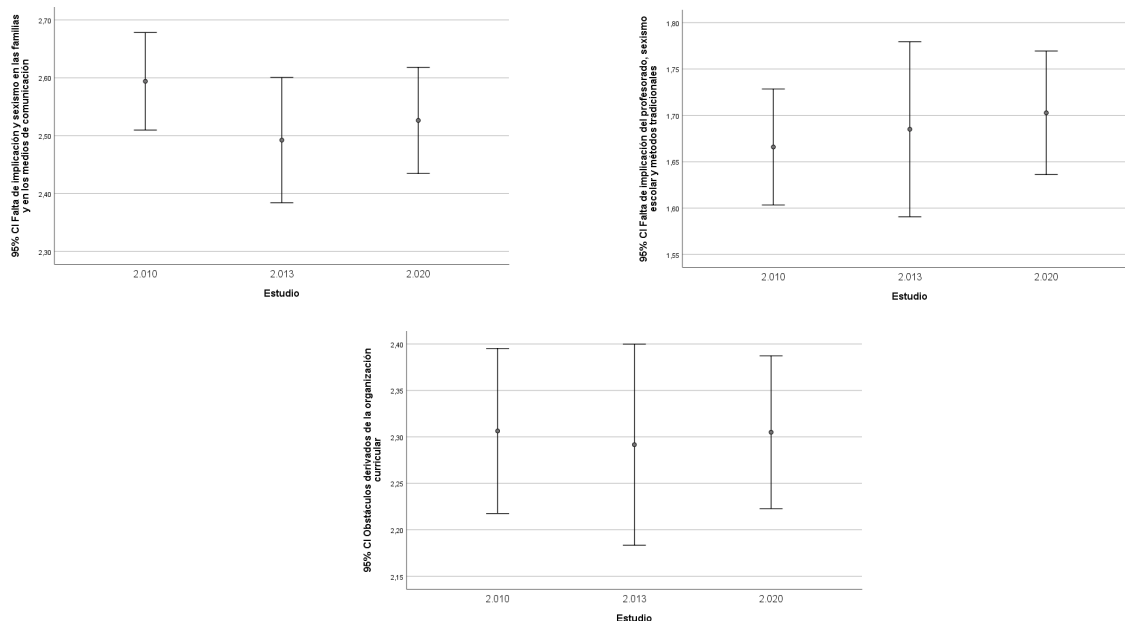 95% CI Falta de implicación y sexismo en las familias
y en los medios de comunicación
2,70
2,60
2,50
2,40
2,30
2.010 2.013 2.020
Estudio
95% CI Falta de implicación del profesorado, sexismo
escolar y métodos tradicionales
1,80
1,75
1,70
1,65
1,60
1,55
2.010 2.013 2.020
Estudio
95% CI Obstáculos derivados de la organización
curricular
2,40
2,35
2,30
2,25
2,20
2,15
2.010 2.013 2.020
Estudio